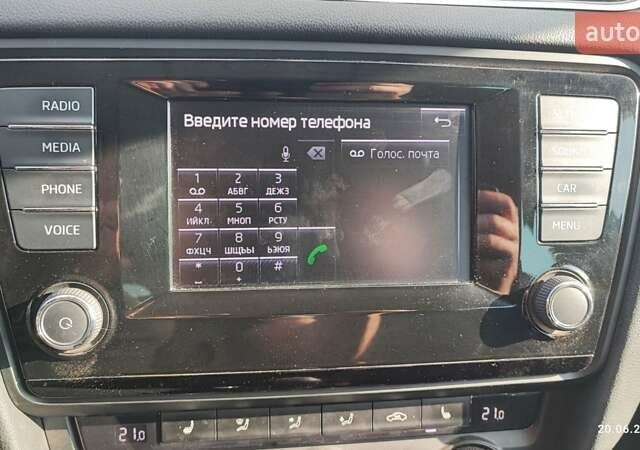 auto
RADIO
MEDIA
PHONE
VOICE
Введите номер телефона
Голос. почта
1 2 3
АБВГ ДЕЖЗ
4 5 6
ИЙКЛ МНОП РСТУ
7 8 9
ФХЦЧ ШЩЪЫ ЬЭЮЯ
* 0 #
+
CAR
MENU
21.0
21.0
20.06.2